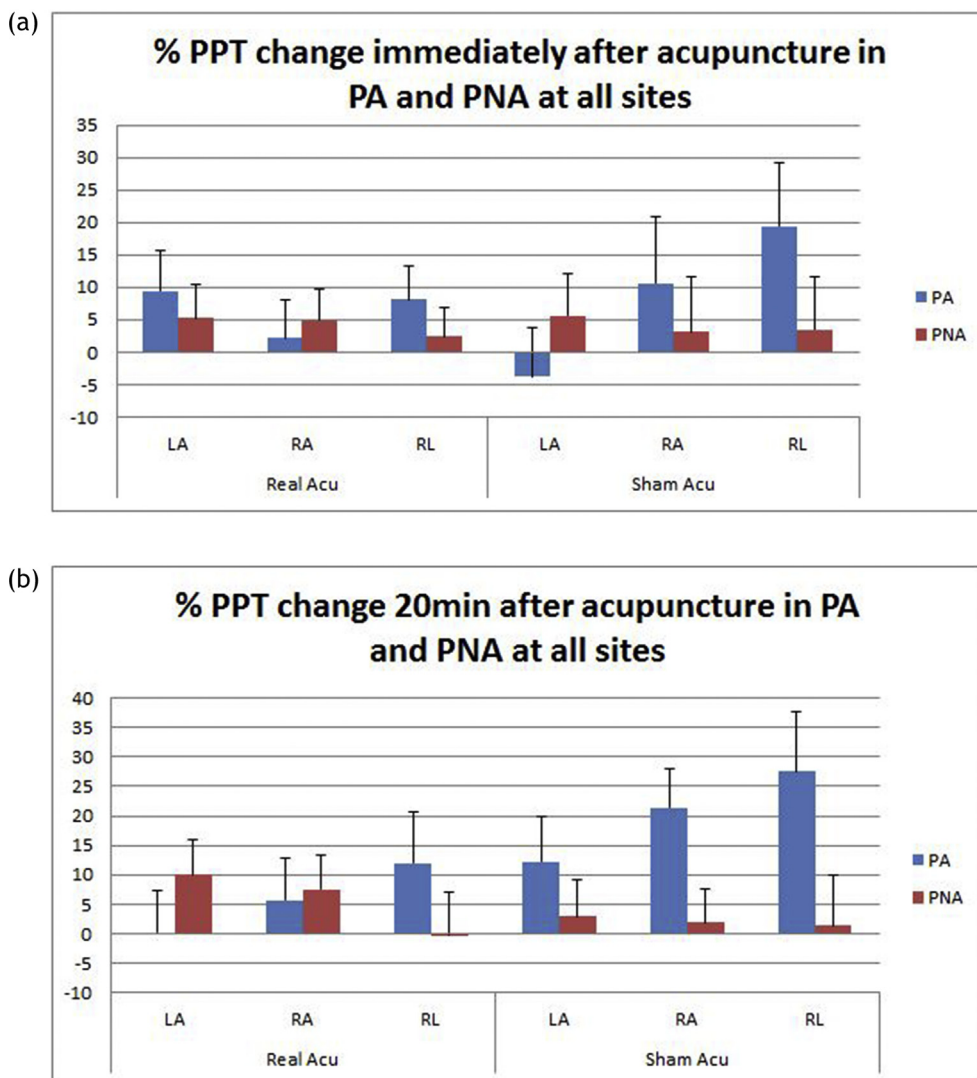 (a)
% PPT change immediately after acupuncture in
PA and PNA at all sites
35
30
25
20
15
10
5
0
-5
-10
LA RA RL LA RA RL
Real Acu Sham Acu
PA
PNA
(b)
% PPT change 20min after acupuncture in PA
and PNA at all sites
40
35
30
25
20
15
10
5
0
-5
-10
LA RA RL LA RA RL
Real Acu Sham Acu
PA
PNA